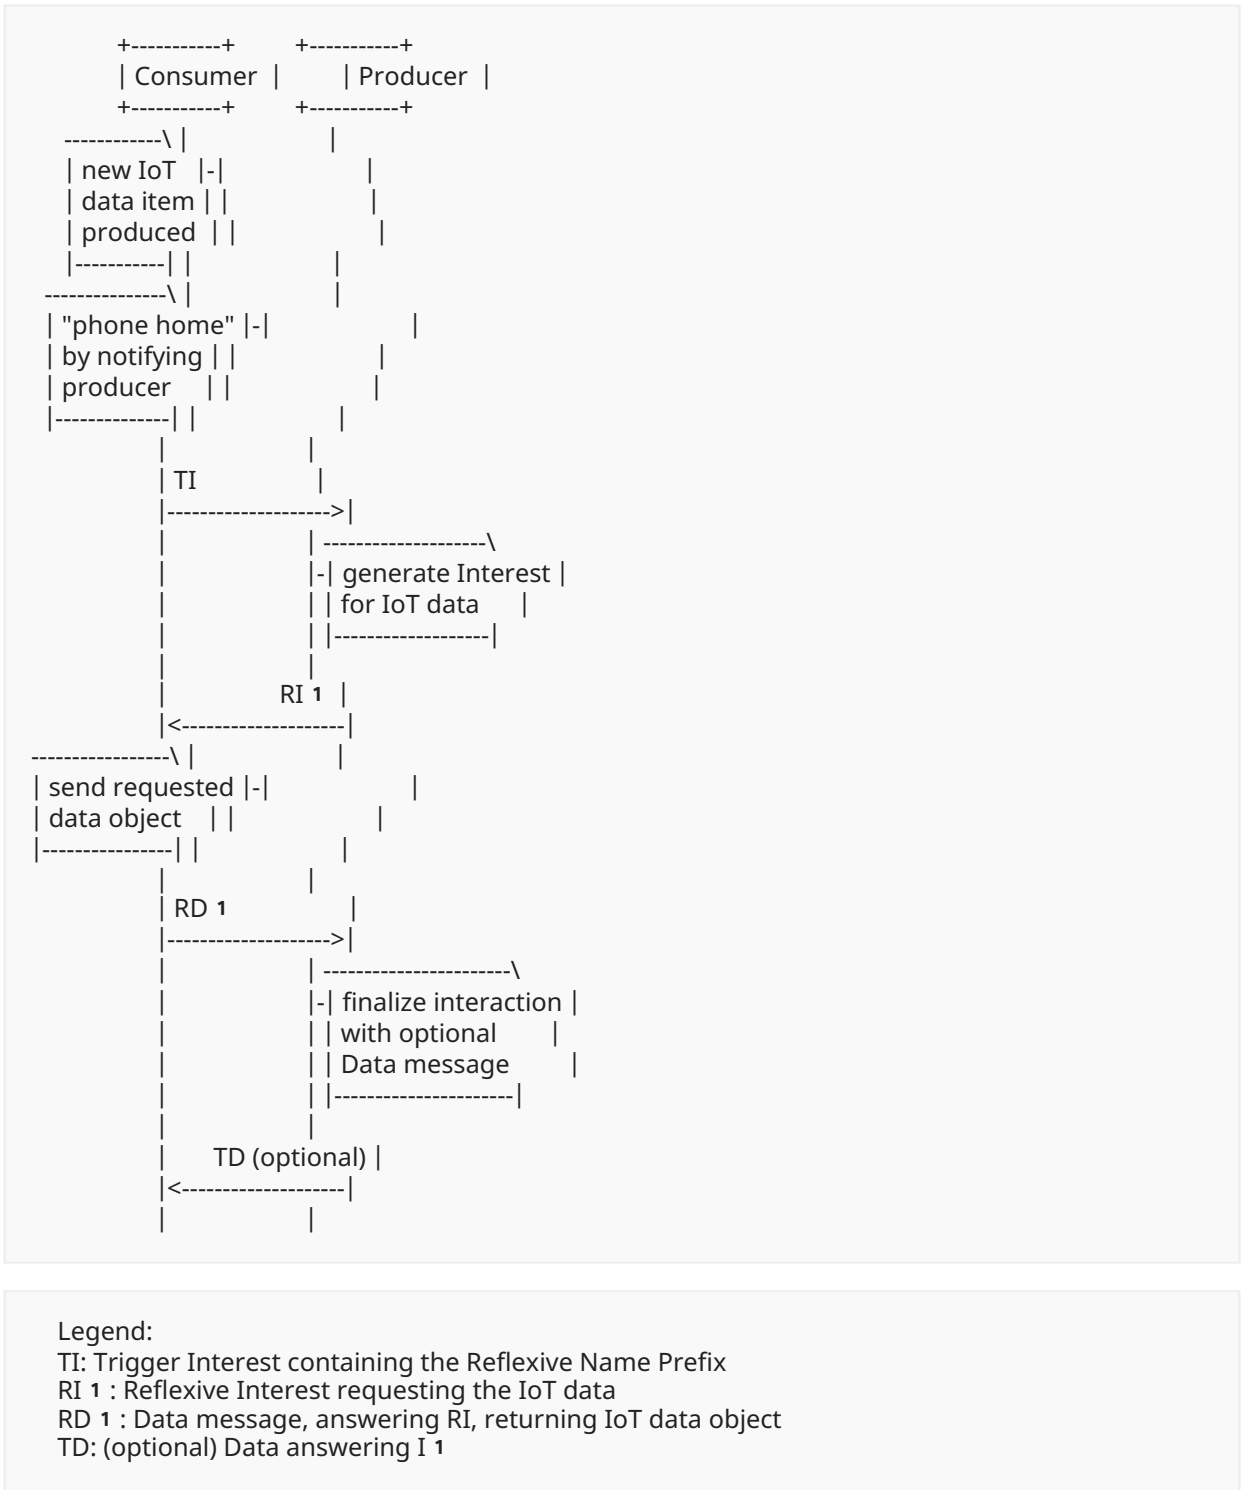 +-----------+ +-----------+
| Consumer | | Producer |
+-----------+ +-----------+
------------\ | |
| new IoT |-| |
| data item | | |
| produced | | |
|-----------| | |
---------------\ | |
| "phone home" |-| |
| by notifying | | |
| producer | | |
|--------------| | |
| |
| TI |
|-------------------->|
| | --------------------\
| |-| generate Interest |
| | | for IoT data |
| | |-------------------|
| |
| RI 1 |
|<--------------------|
-----------------\ | |
| send requested |-| |
| data object | | |
|----------------| | |
| |
| RD 1 |
|-------------------->|
| | -----------------------\
| |-| finalize interaction |
| | | with optional |
| | | Data message |
| | |----------------------|
| |
| TD (optional) |
|<--------------------|
| |
Legend:
TI: Trigger Interest containing the Reflexive Name Prefix
RI 1 : Reflexive Interest requesting the IoT data
RD 1 : Data message, answering RI, returning IoT data object
TD: (optional) Data answering I 1